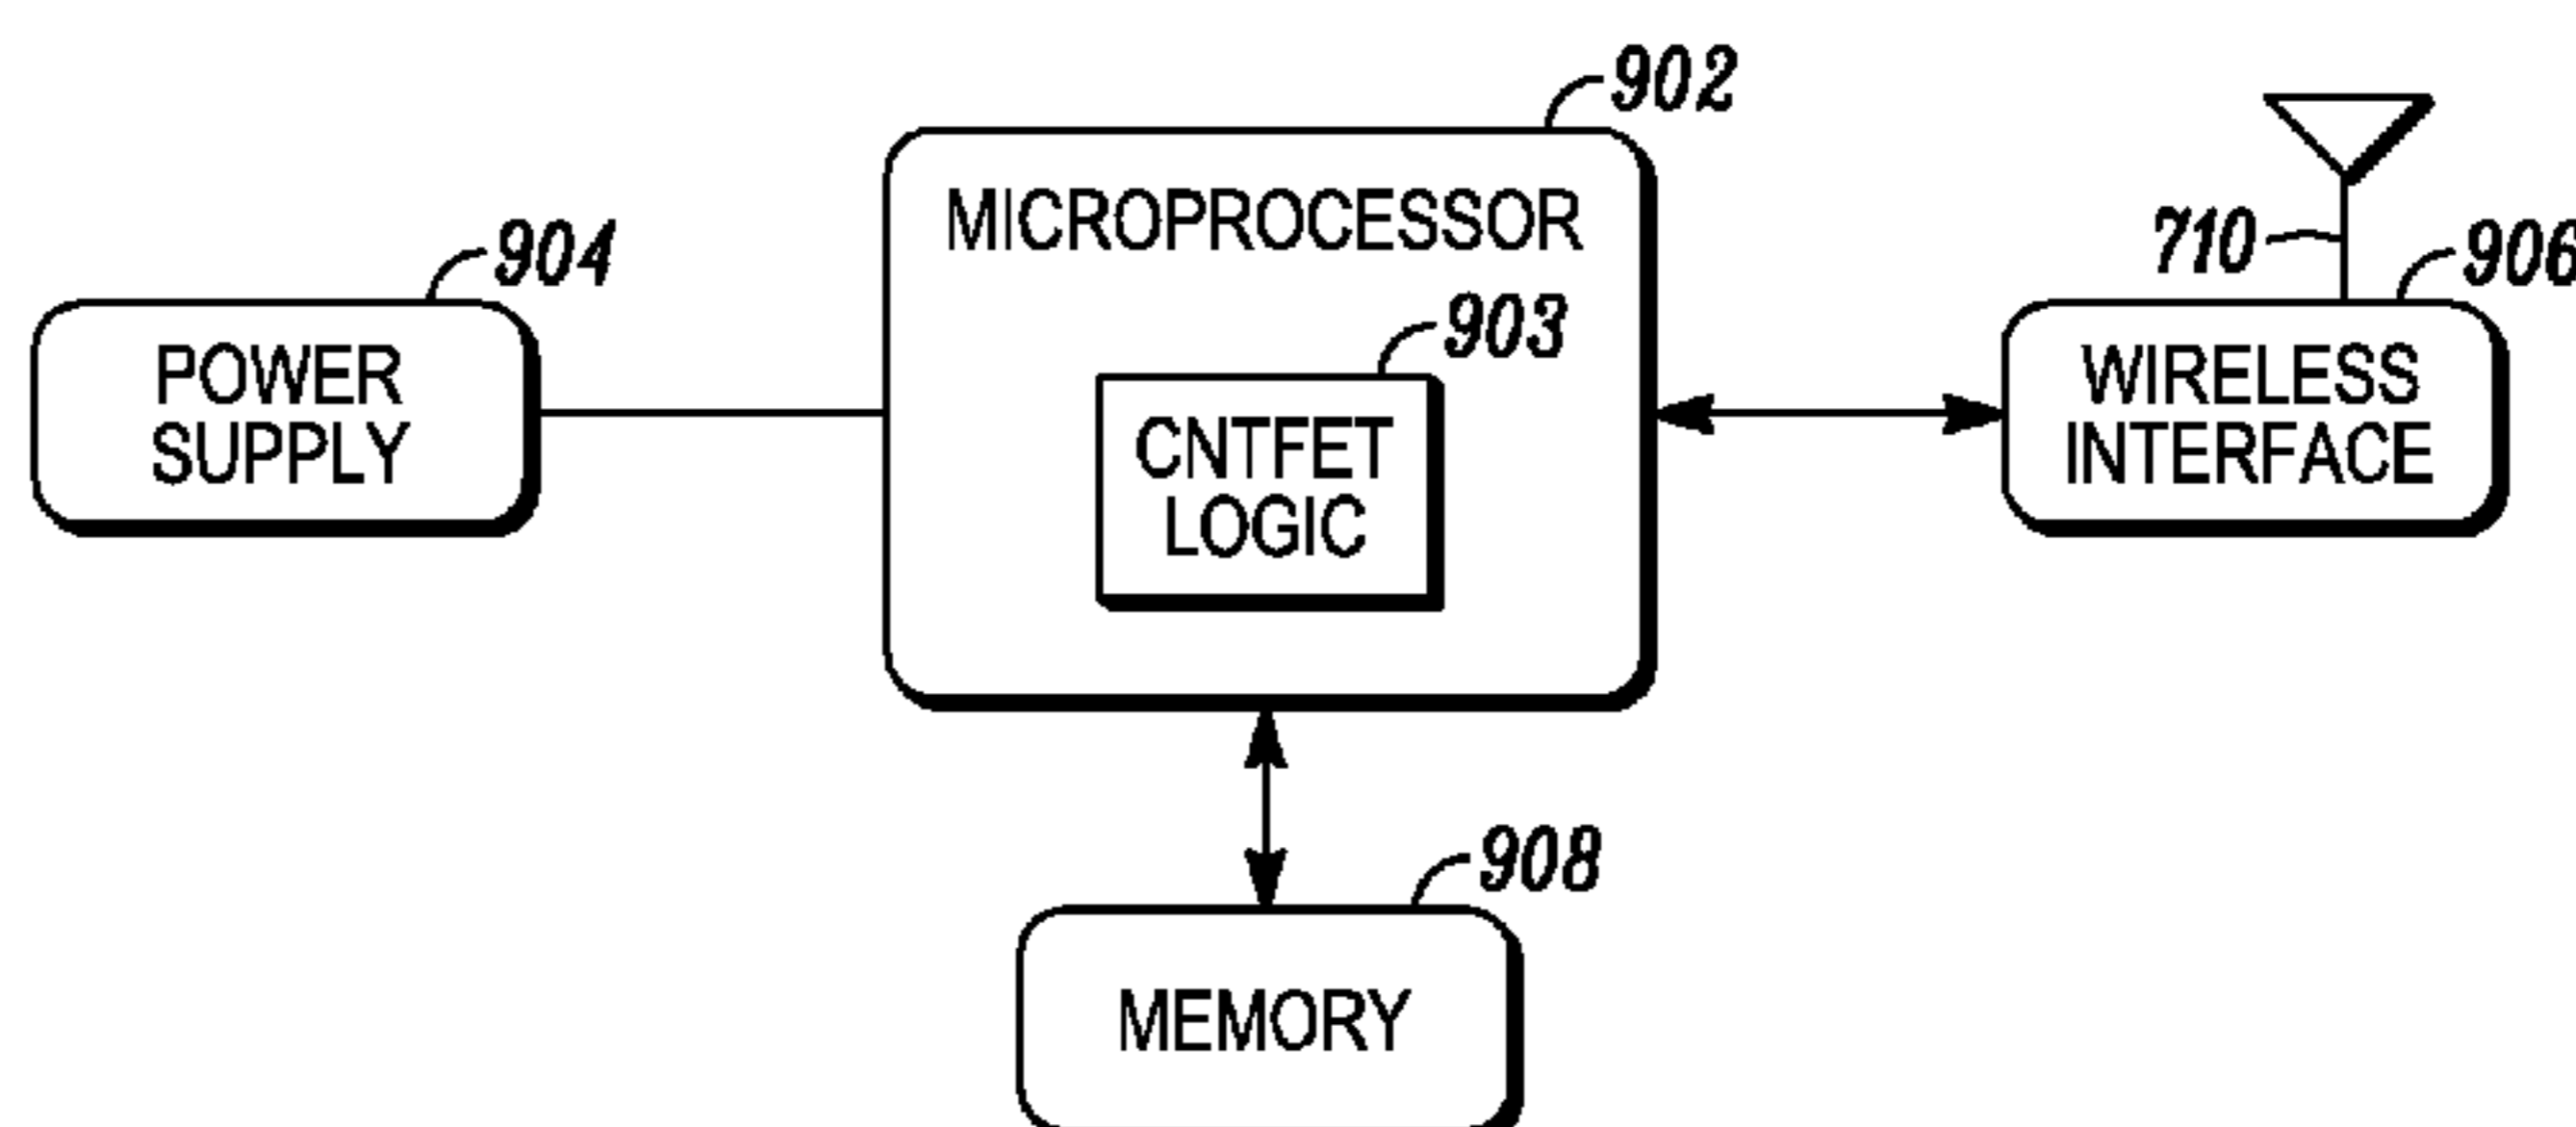 902
MICROPROCESSOR
904
POWER
SUPPLY
903
CNTFET
LOGIC
710
906
WIRELESS
INTERFACE
908
MEMORY